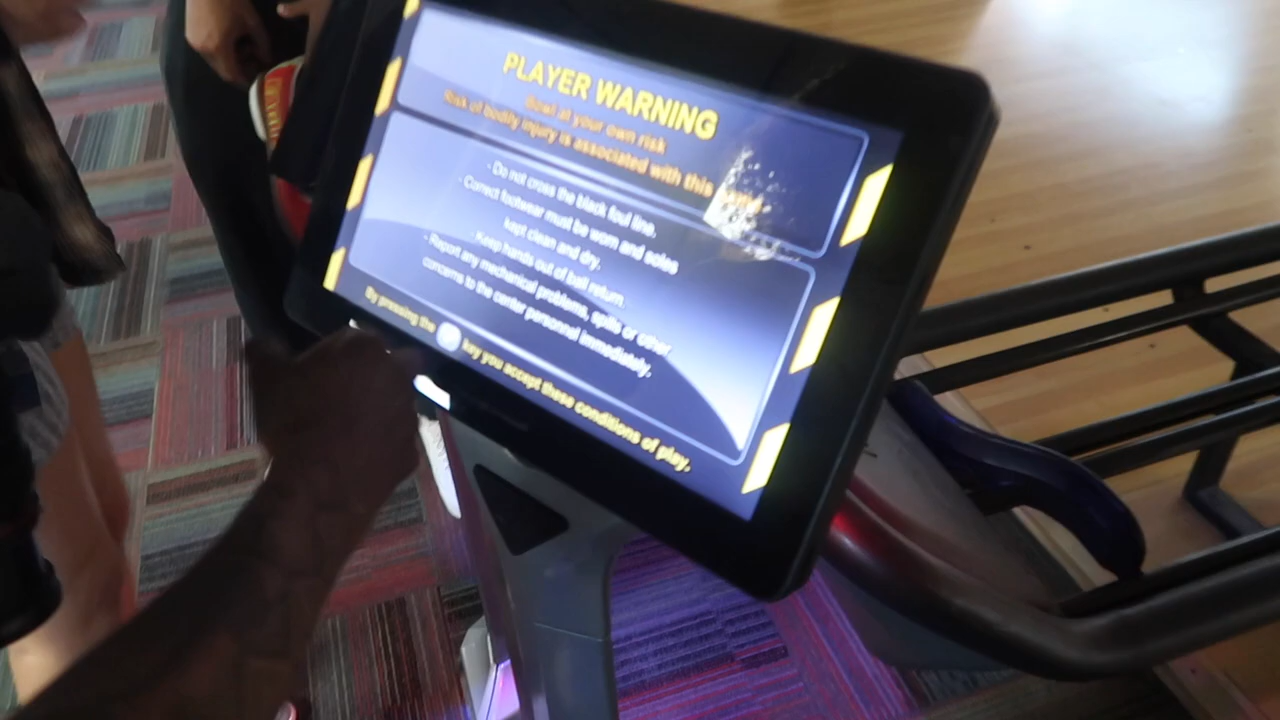 PLAYER WARNING
Bowl at your own risk
Risk of bodily injury is associated with this game
- Do not cross the black foul line.
- Correct footwear must be worn and soles
kept clean and dry.
- Keep hands out of ball return.
- Report any mechanical problems, spills or other
concerns to the center personnel immediately.
By pressing the key you accept these conditions of play.